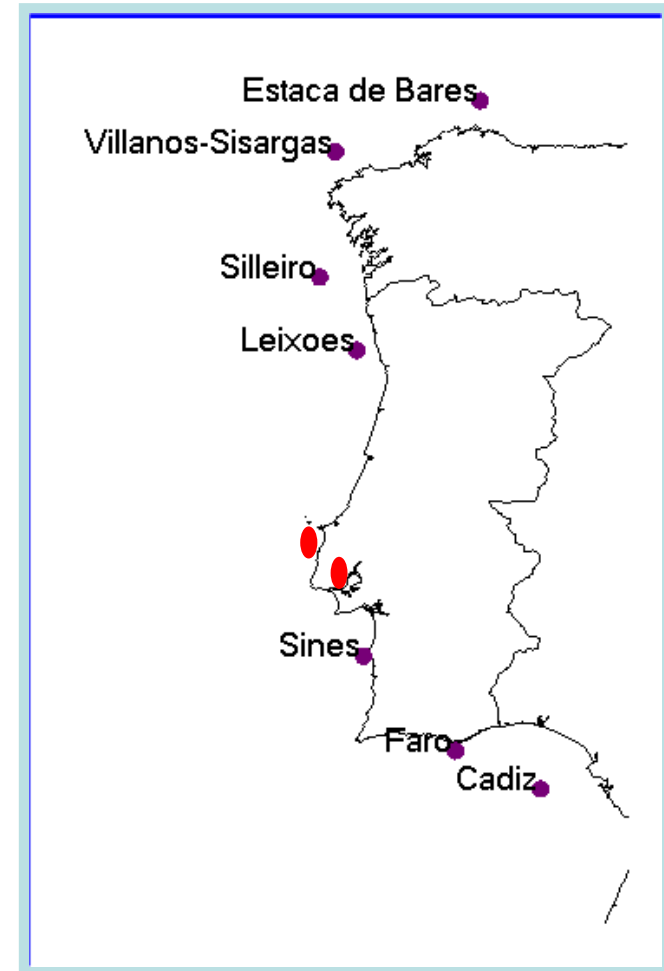 Estaca de Bares
Villanos-Sisargas
Silleiro
Leixoes
Sines
Faro
Cadiz